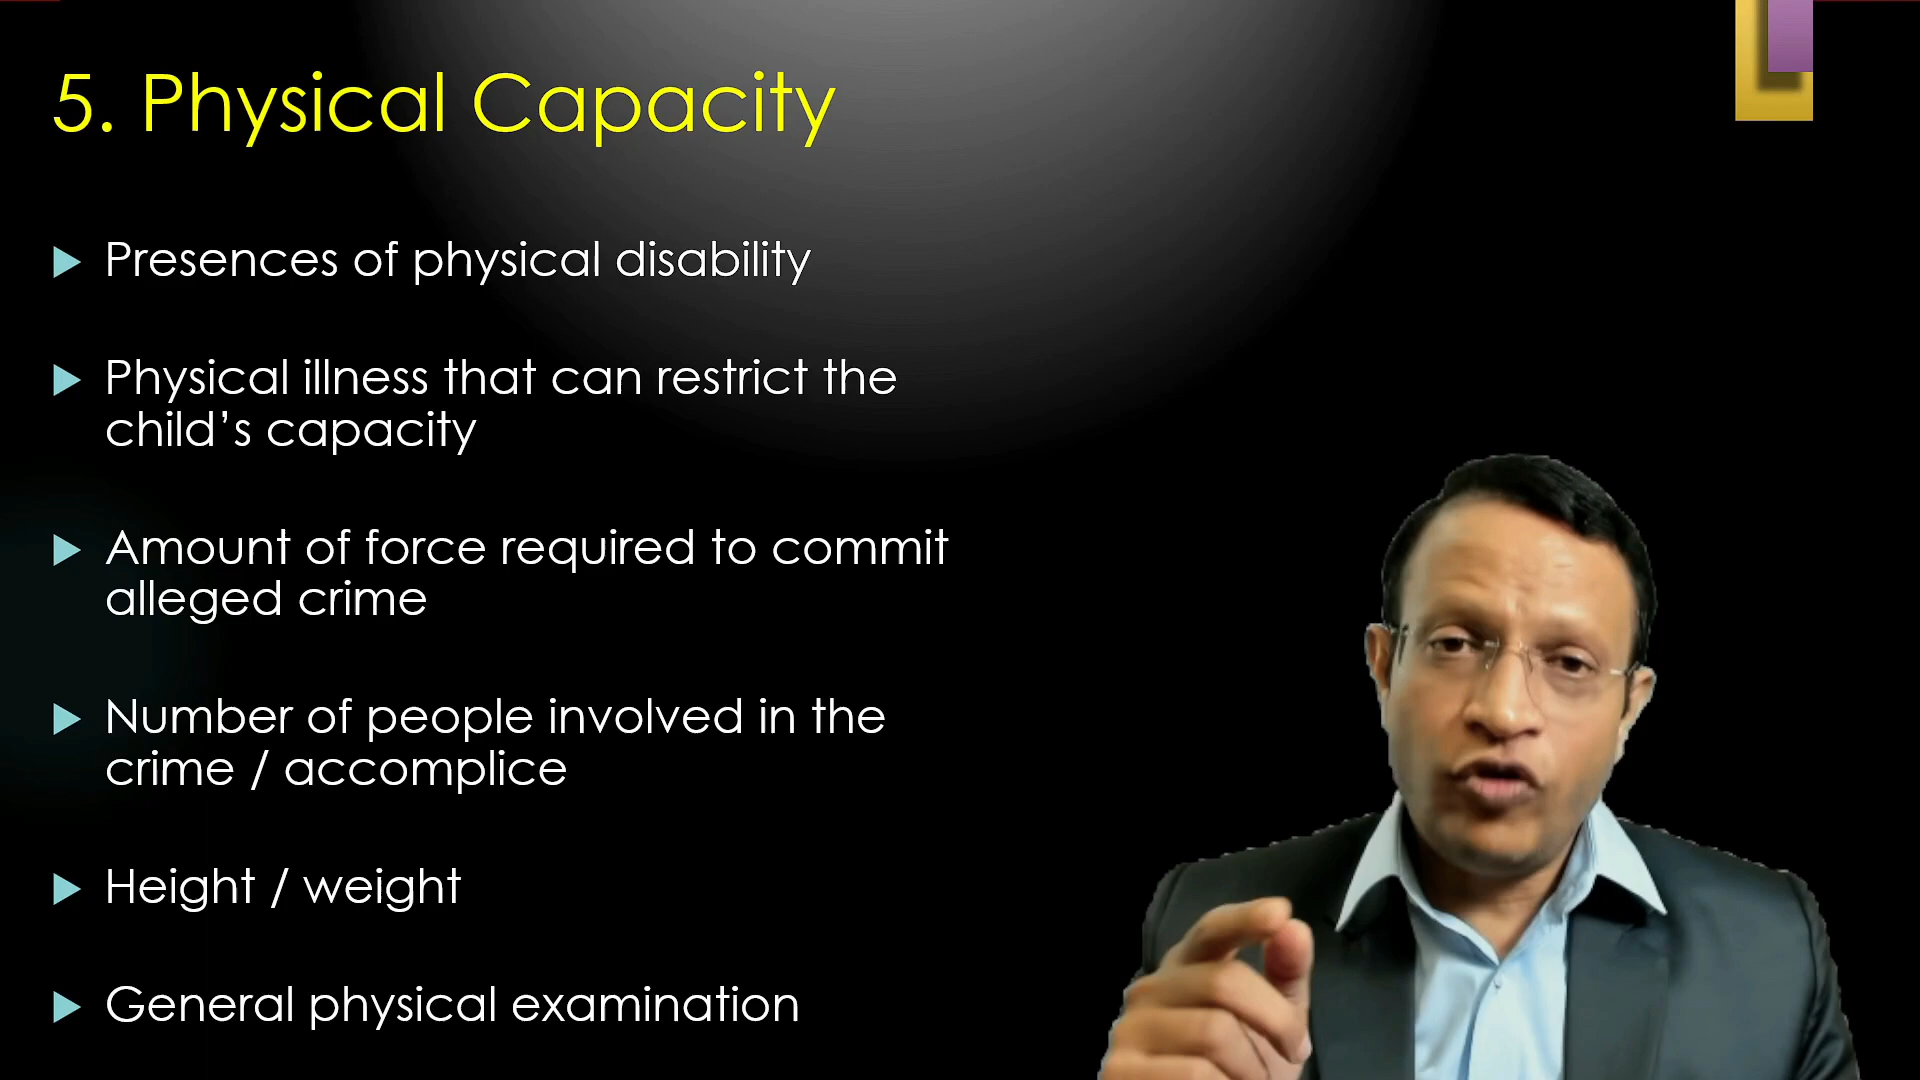 5. Physical Capacity
Presences of physical disability
Physical illness that can restrict the
child’s capacity
Amount of force required to commit
alleged crime
Number of people involved in the
crime / accomplice
Height / weight
General physical examination